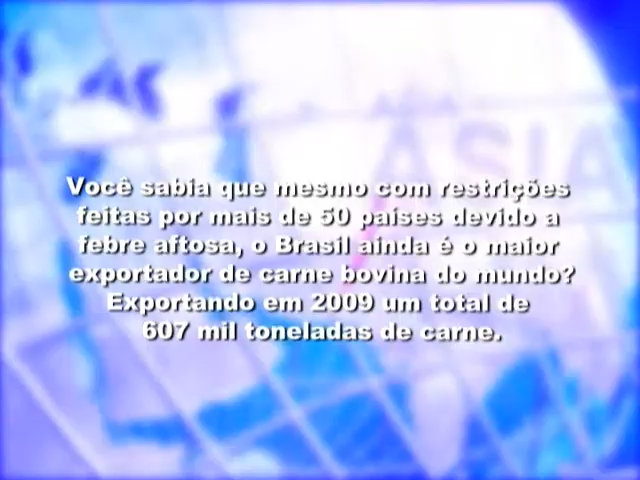 ASIA
Você sabia que mesmo com restrições
feitas por mais de 50 países devido a
febre aftosa, o Brasil ainda é o maior
exportador de carne bovina do mundo?
Exportando em 2009 um total de
607 mil toneladas de carne.